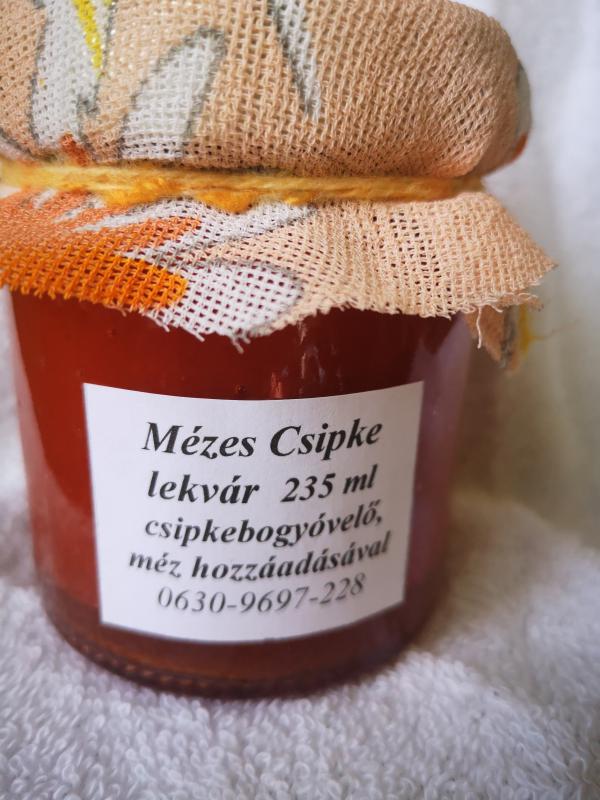 Mézes Csipke
lekvár 235 ml
csipkebogyóvelő,
méz hozzáadásával
0630-9697-228